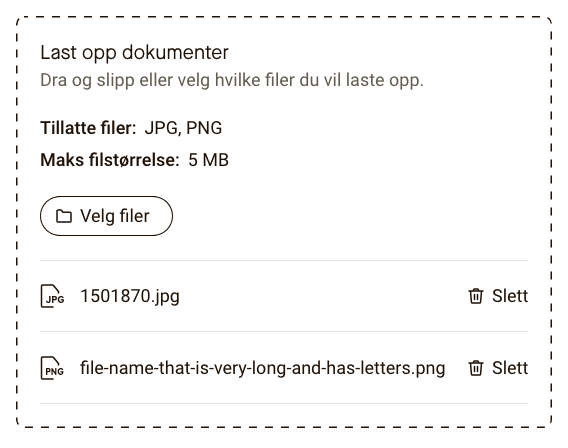 Last opp dokumenter
Dra og slipp eller velg hvilke filer du vil laste opp.
Tillatte filer: JPG, PNG
Maks filstørrelse: 5 MB
Velg filer
JPG 1501870.jpg Slett
PNG file-name-that-is-very-long-and-has-letters.png Slett